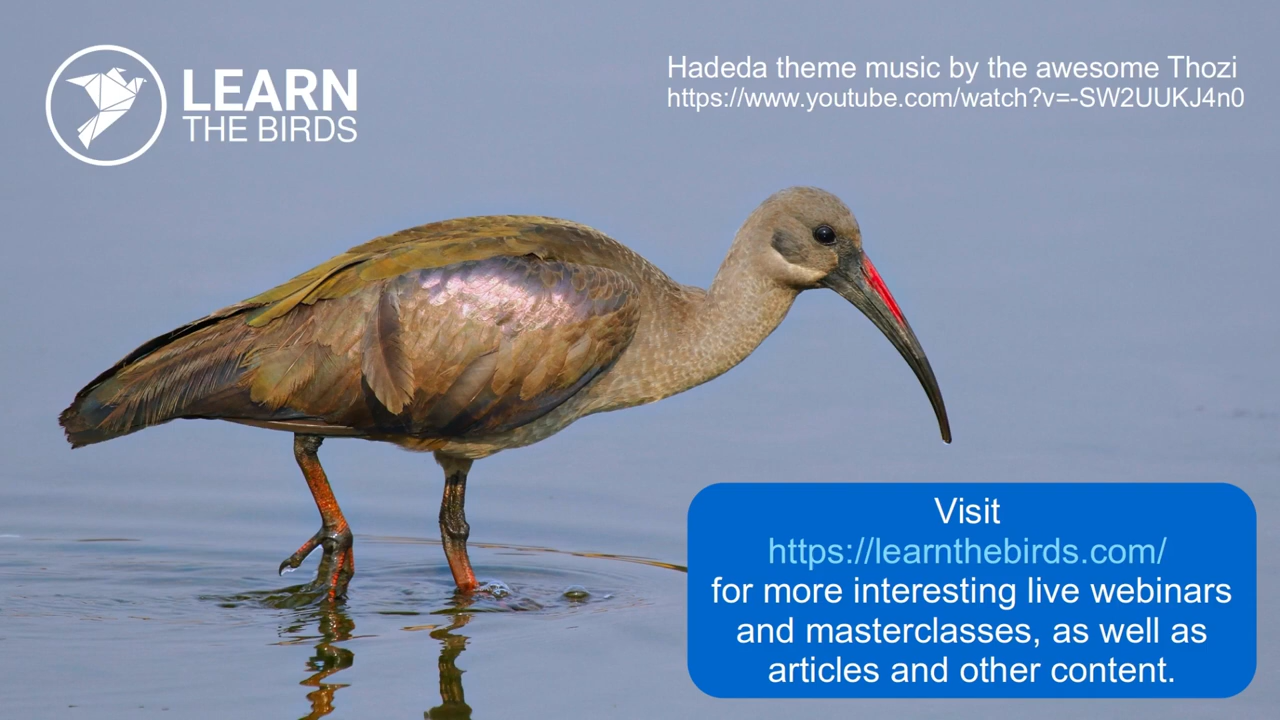 LEARN
THE BIRDS
Hadeda theme music by the awesome Thozi
https://www.youtube.com/watch?v=-SW2UUKJ4n0
Visit
https://learnthebirds.com/
for more interesting live webinars
and masterclasses, as well as
articles and other content.